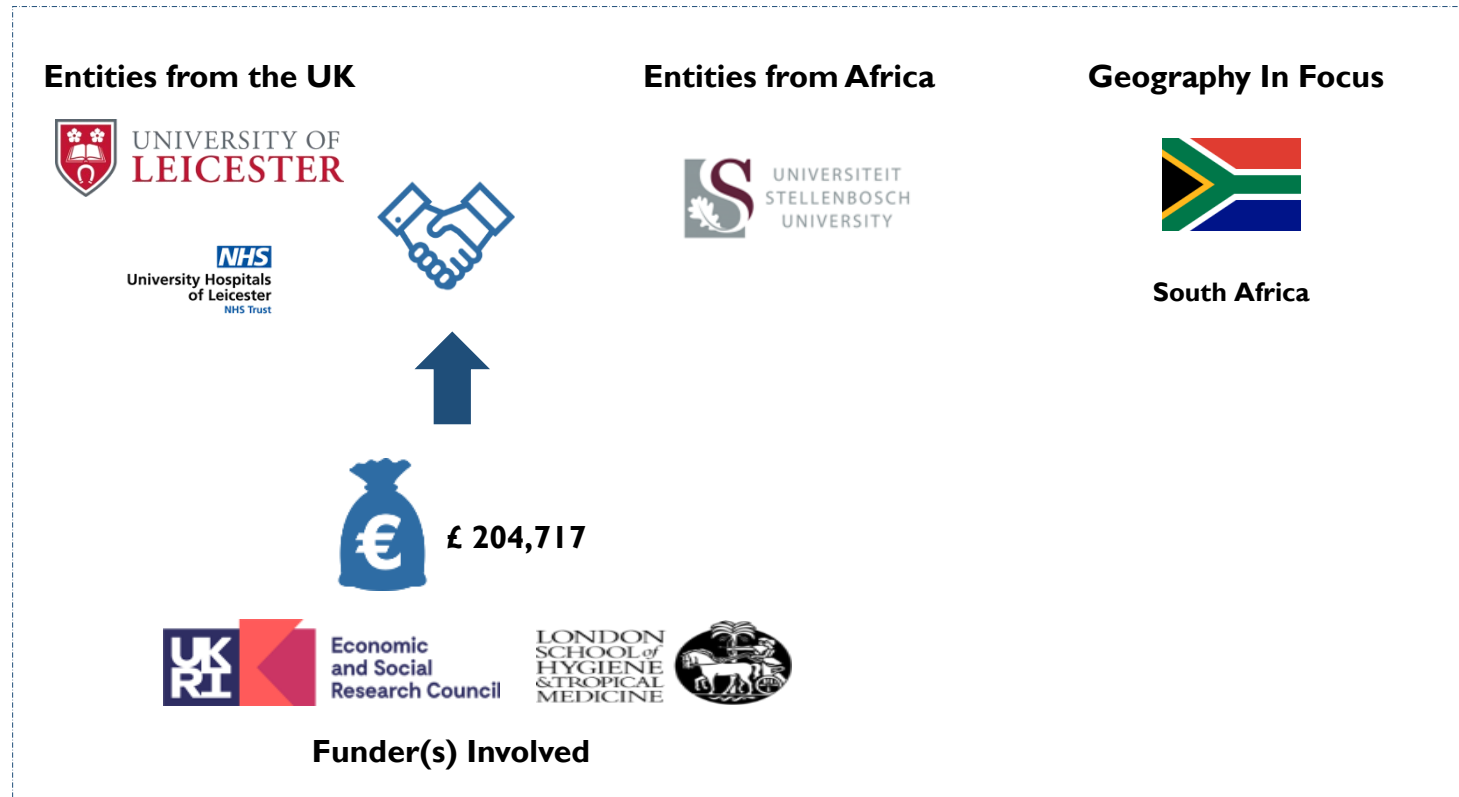 Entities from the UK
Entities from Africa
Geography In Focus
UNIVERSITY OF
LEICESTER
UNIVERSITEIT
STELLENBOSCH
UNIVERSITY
NHS
University Hospitals
of Leicester
NHS Trust
South Africa
€
£ 204,717
UK
RI
Economic
and Social
Research Council
LONDON
SCHOOL of
HYGIENE
&TROPICAL
MEDICINE
Funder(s) Involved